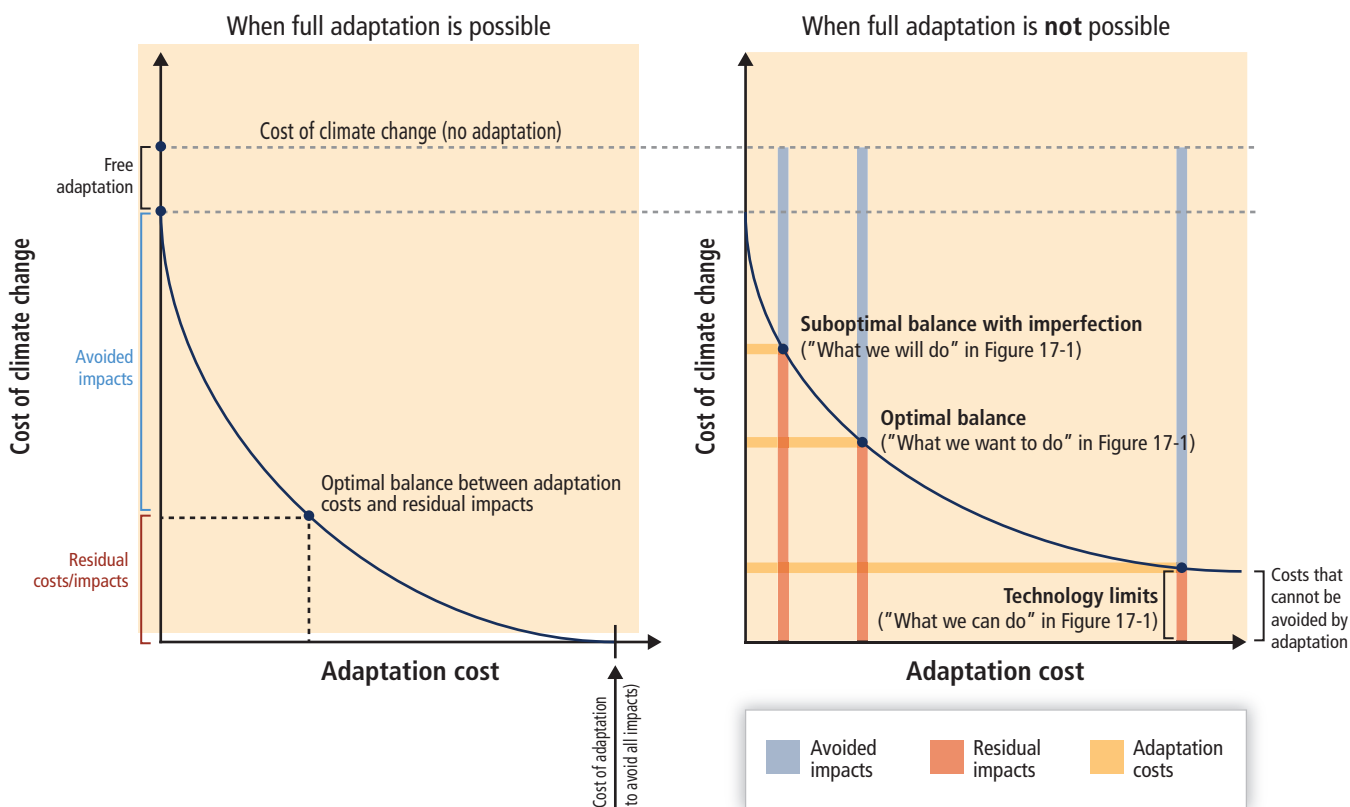 When full adaptation is possible
Cost of climate change (no adaptation)
Free
adaptation
Cost of climate change
Avoided
impacts
Optimal balance between adaptation
costs and residual impacts
Residual
costs/impacts
Adaptation cost
Cost of adaptation
to avoid all impacts)
When full adaptation is not possible
Cost of climate change
Suboptimal balance with imperfection
("What we will do" in Figure 17-1)
Optimal balance
("What we want to do" in Figure 17-1)
Technology limits
("What we can do" in Figure 17-1)
Costs that
cannot be
avoided by
adaptation
Adaptation cost
Avoided
impacts
Residual
impacts
Adaptation
costs